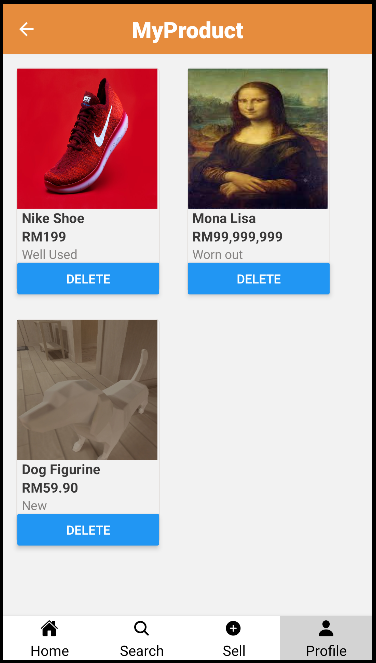 MyProduct
Nike Shoe
RM199
Well Used
DELETE
Mona Lisa
RM99,999,999
Worn out
DELETE
Dog Figurine
RM59.90
New
DELETE
Home
Search
Sell
Profile